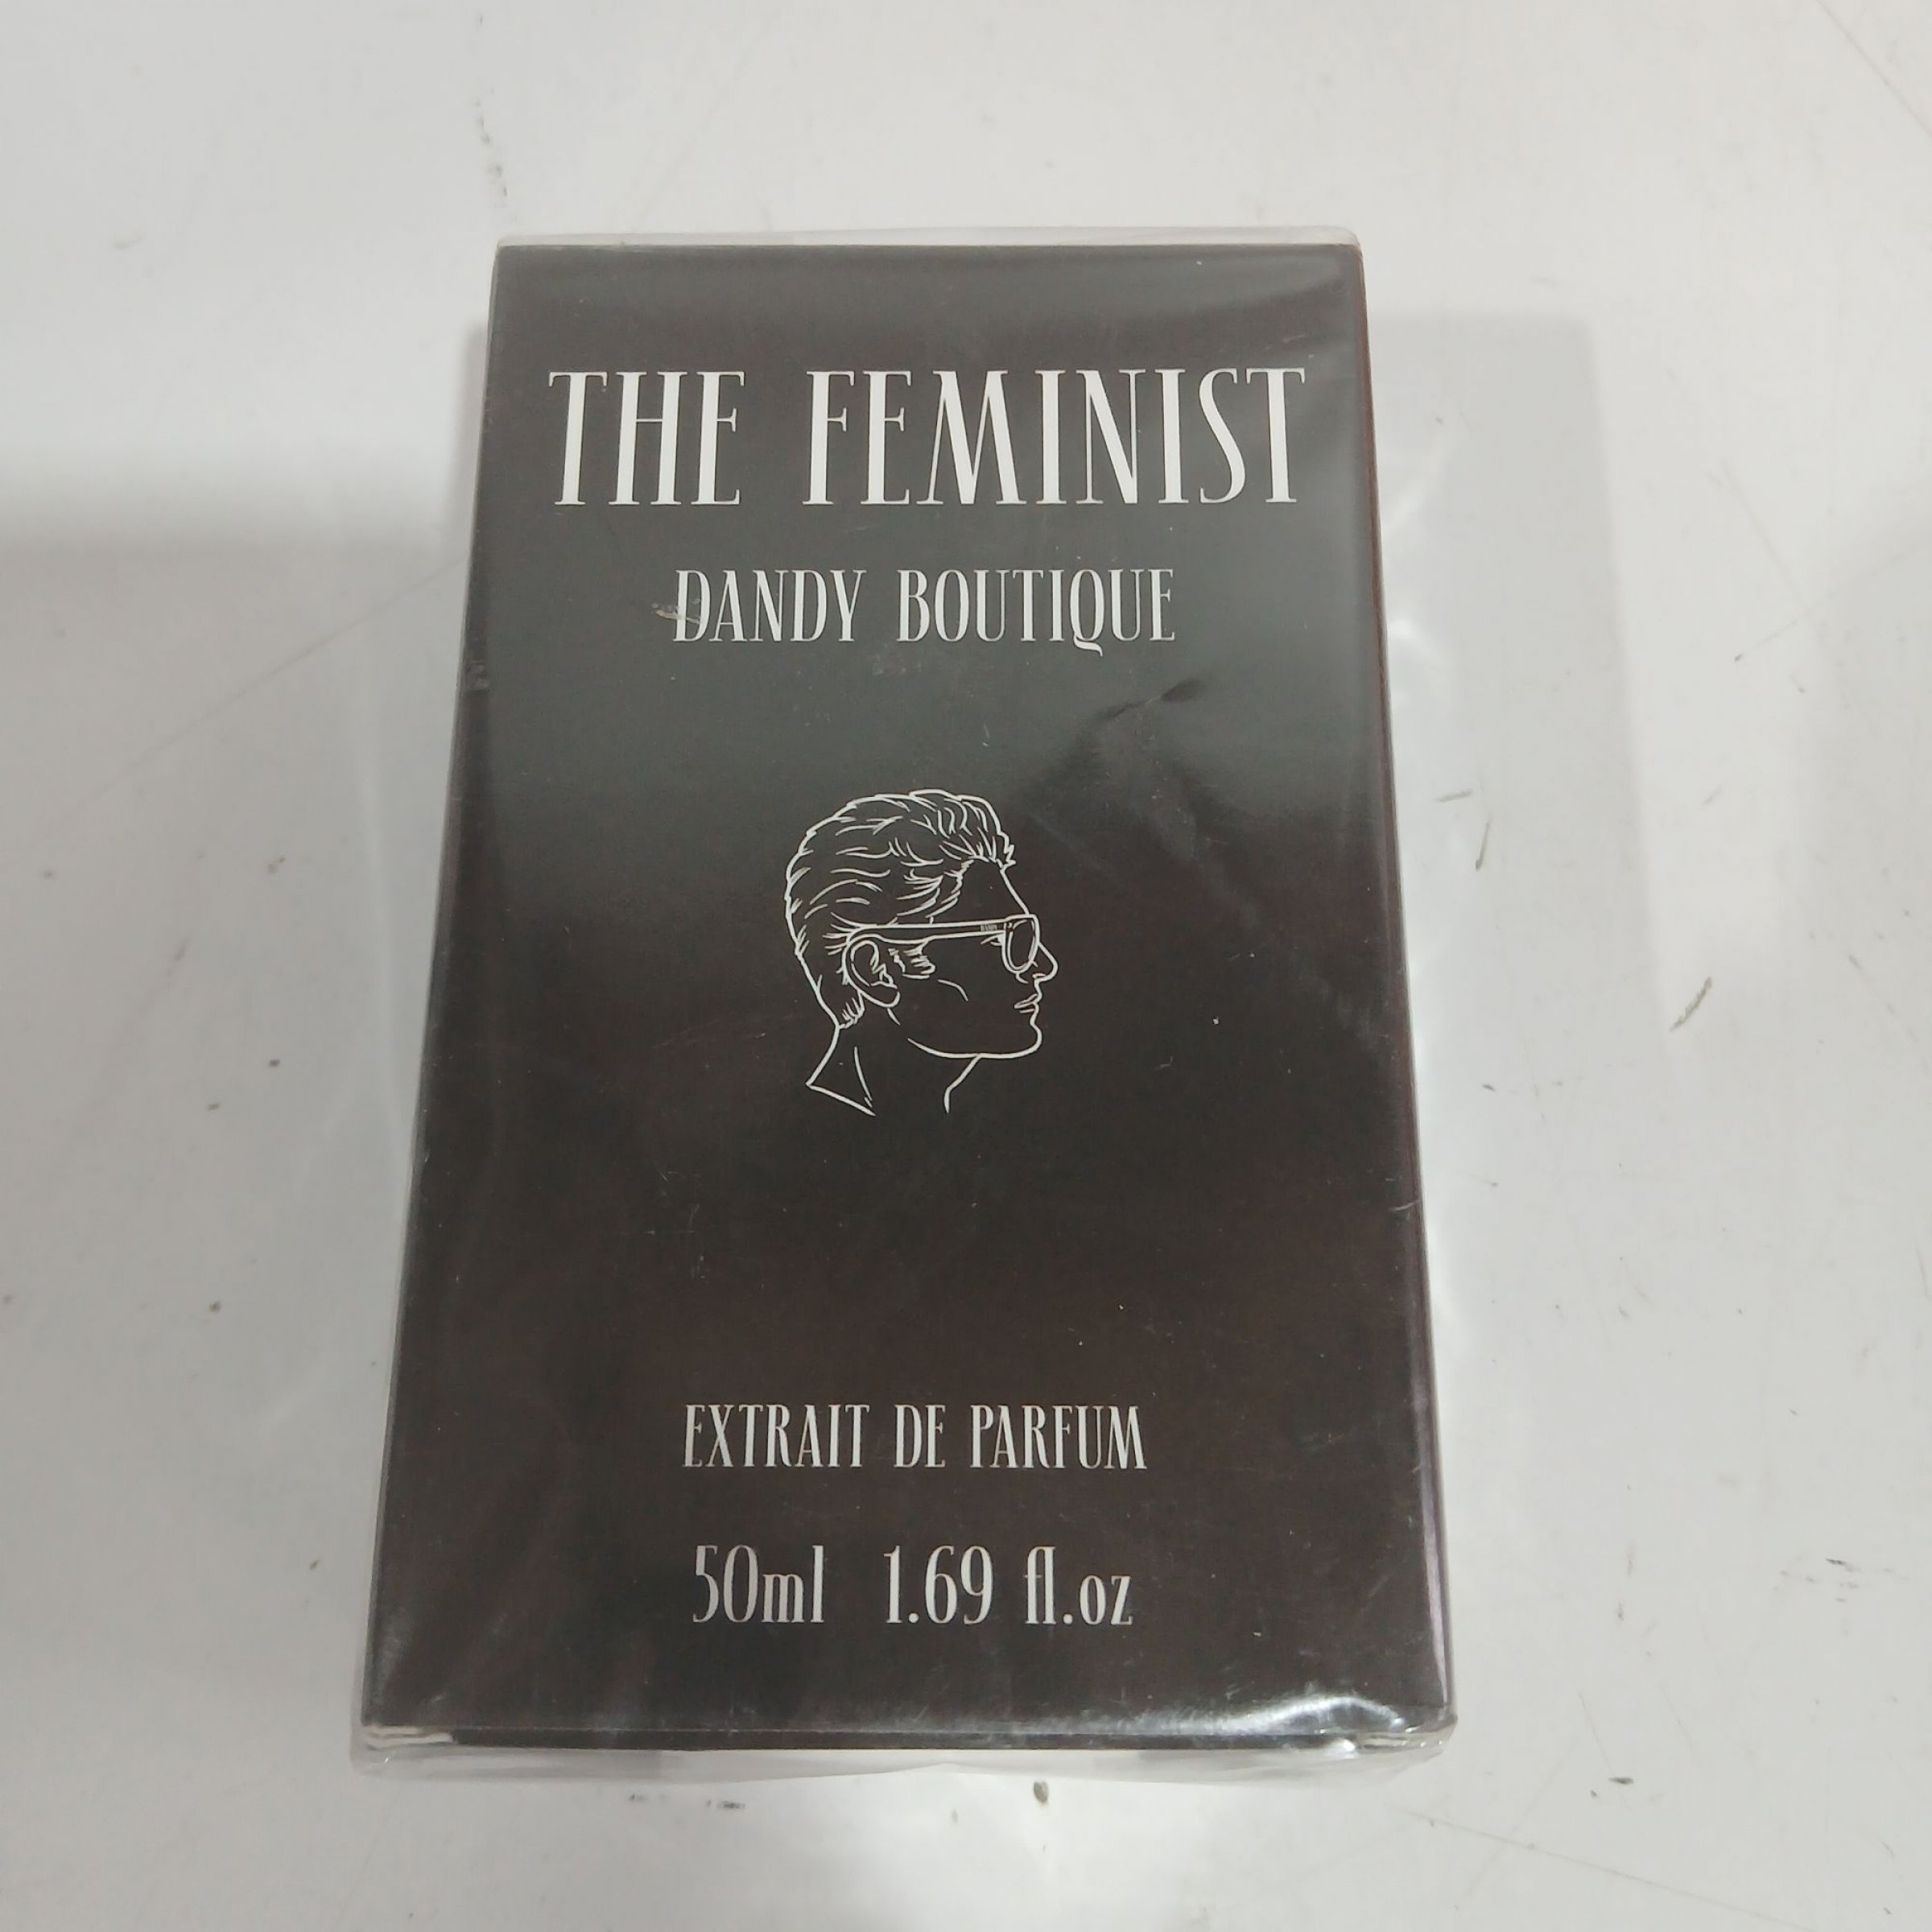 THE FEMINIST
DANDY BOUTIQUE
EXTRAIT DE PARFUM
50ml 1.69 fl.oz